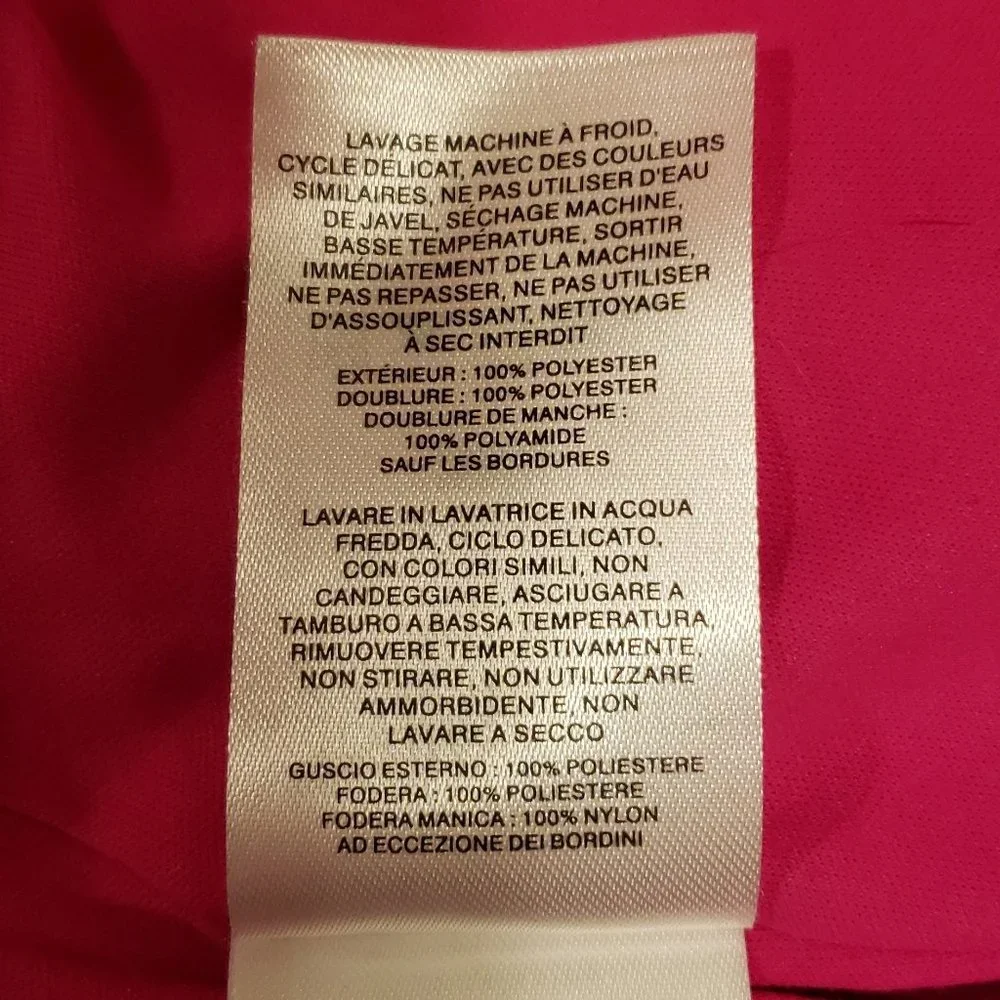 LAVAGE MACHINE À FROID,
CYCLE DÉLICAT, AVEC DES COULEURS
SIMILAIRES, NE PAS UTILISER D'EAU
DE JAVEL, SÉCHAGE MACHINE,
BASSE TEMPÉRATURE, SORTIR
IMMÉDIATEMENT DE LA MACHINE,
NE PAS REPASSER, NE PAS UTILISER
D'ASSOUPLISSANT, NETTOYAGE
À SEC INTERDIT
EXTÉRIEUR : 100% POLYESTER
DOUBLURE : 100% POLYESTER
DOUBLURE DE MANCHE :
100% POLYAMIDE
SAUF LES BORDURES
LAVARE IN LAVATRICE IN ACQUA
FREDDA, CICLO DELICATO,
CON COLORI SIMILI, NON
CANDEGGIARE, ASCIUGARE A
TAMBURO A BASSA TEMPERATURA,
RIMUOVERE TEMPESTIVAMENTE,
NON STIRARE, NON UTILIZZARE
AMMORBIDENTE, NON
LAVARE A SECCO
GUSCIO ESTERNO : 100% POLIESTERE
FODERA : 100% POLIESTERE
FODERA MANICA : 100% NYLON
AD ECCEZIONE DEI BORDINI